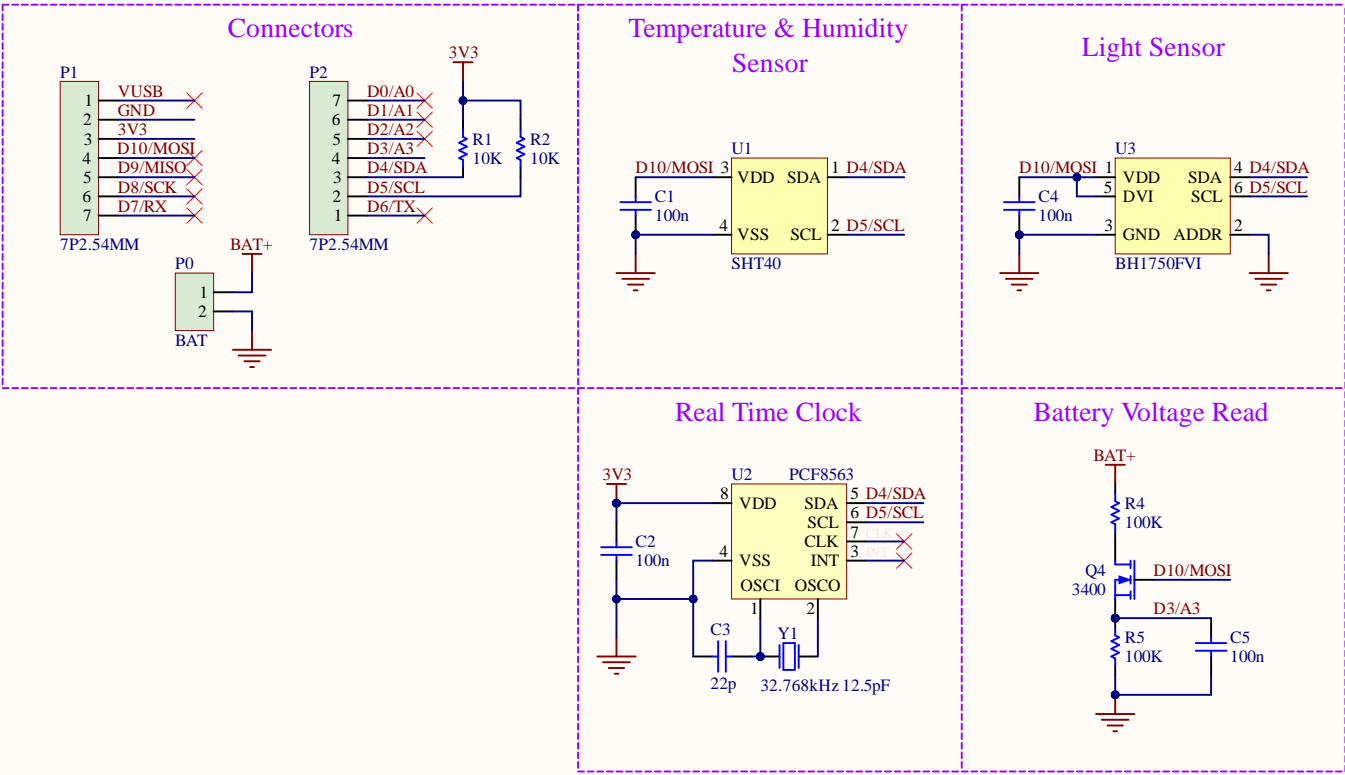 Connectors
3V3
P1
1 VUSB
2 GND
3 3V3
4 D10/MOSI
5 D9/MISO
6 D8/SCK
7 D7/RX
7P2.54MM
P2
7 D0/A0
6 D1/A1
5 D2/A2
4 D3/A3
3 D4/SDA
2 D5/SCL
1 D6/TX
7P2.54MM
R1
10K
R2
10K
BAT+
P0
1
2
BAT
Temperature & Humidity
Sensor
U1
D10/MOSI 3 VDD SDA 1 D4/SDA
C1
100n
4 VSS SCL 2 D5/SCL
SHT40
Light Sensor
U3
D10/MOSI 1 VDD SDA 4 D4/SDA
5 DVI SCL 6 D5/SCL
C4
100n
3 GND ADDR 2
BH1750FVI
Real Time Clock
3V3
U2 PCF8563
8 VDD SDA 5 D4/SDA
SCL 6 D5/SCL
CLK 7 CLK
4 VSS INT 3 INT
OSCI OSCO
1 2
C2
100n
C3
22p
Y1
32.768kHz 12.5pF
Battery Voltage Read
BAT+
R4
100K
Q4
3400
D10/MOSI
D3/A3
R5
100K
C5
100n